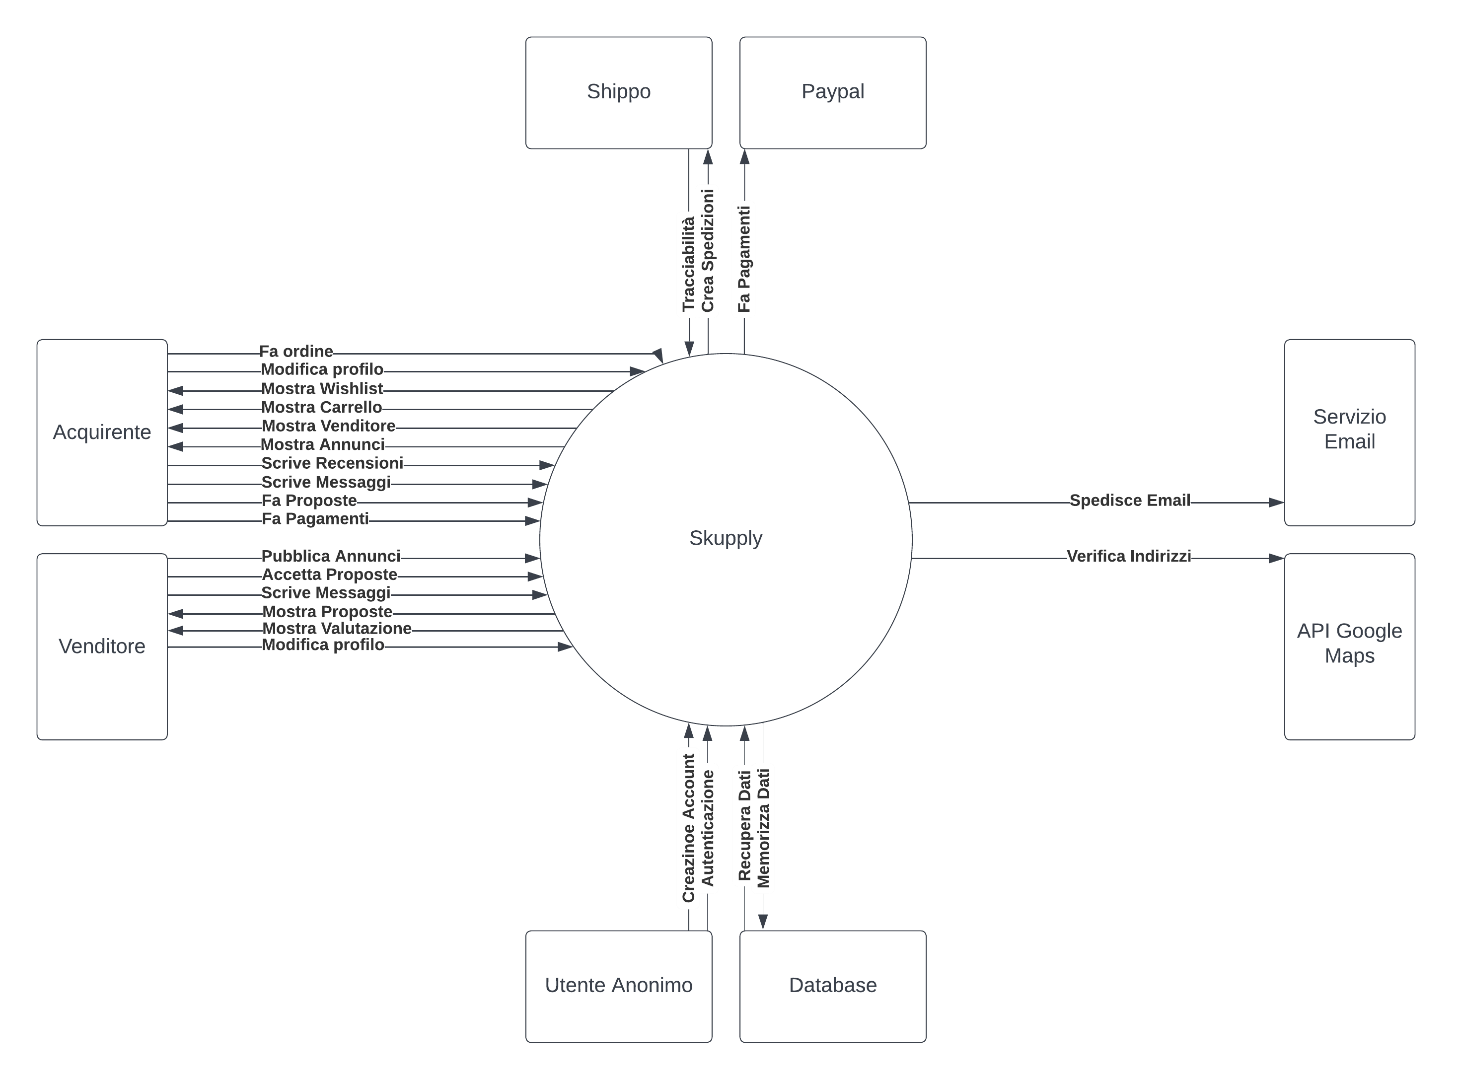 Shippo
Paypal
Tracciabilità
Crea Spedizioni
Fa Pagamenti
Acquirente
Fa ordine
Modifica profilo
Mostra Wishlist
Mostra Carrello
Mostra Venditore
Mostra Annunci
Scrive Recensioni
Scrive Messaggi
Fa Proposte
Fa Pagamenti
Venditore
Pubblica Annunci
Accetta Proposte
Scrive Messaggi
Mostra Proposte
Mostra Valutazione
Modifica profilo
Skupply
Spedisce Email
Verifica Indirizzi
Servizio
Email
API Google
Maps
Creazinoe Account
Autenticazione
Recupera Dati
Memorizza Dati
Utente Anonimo
Database